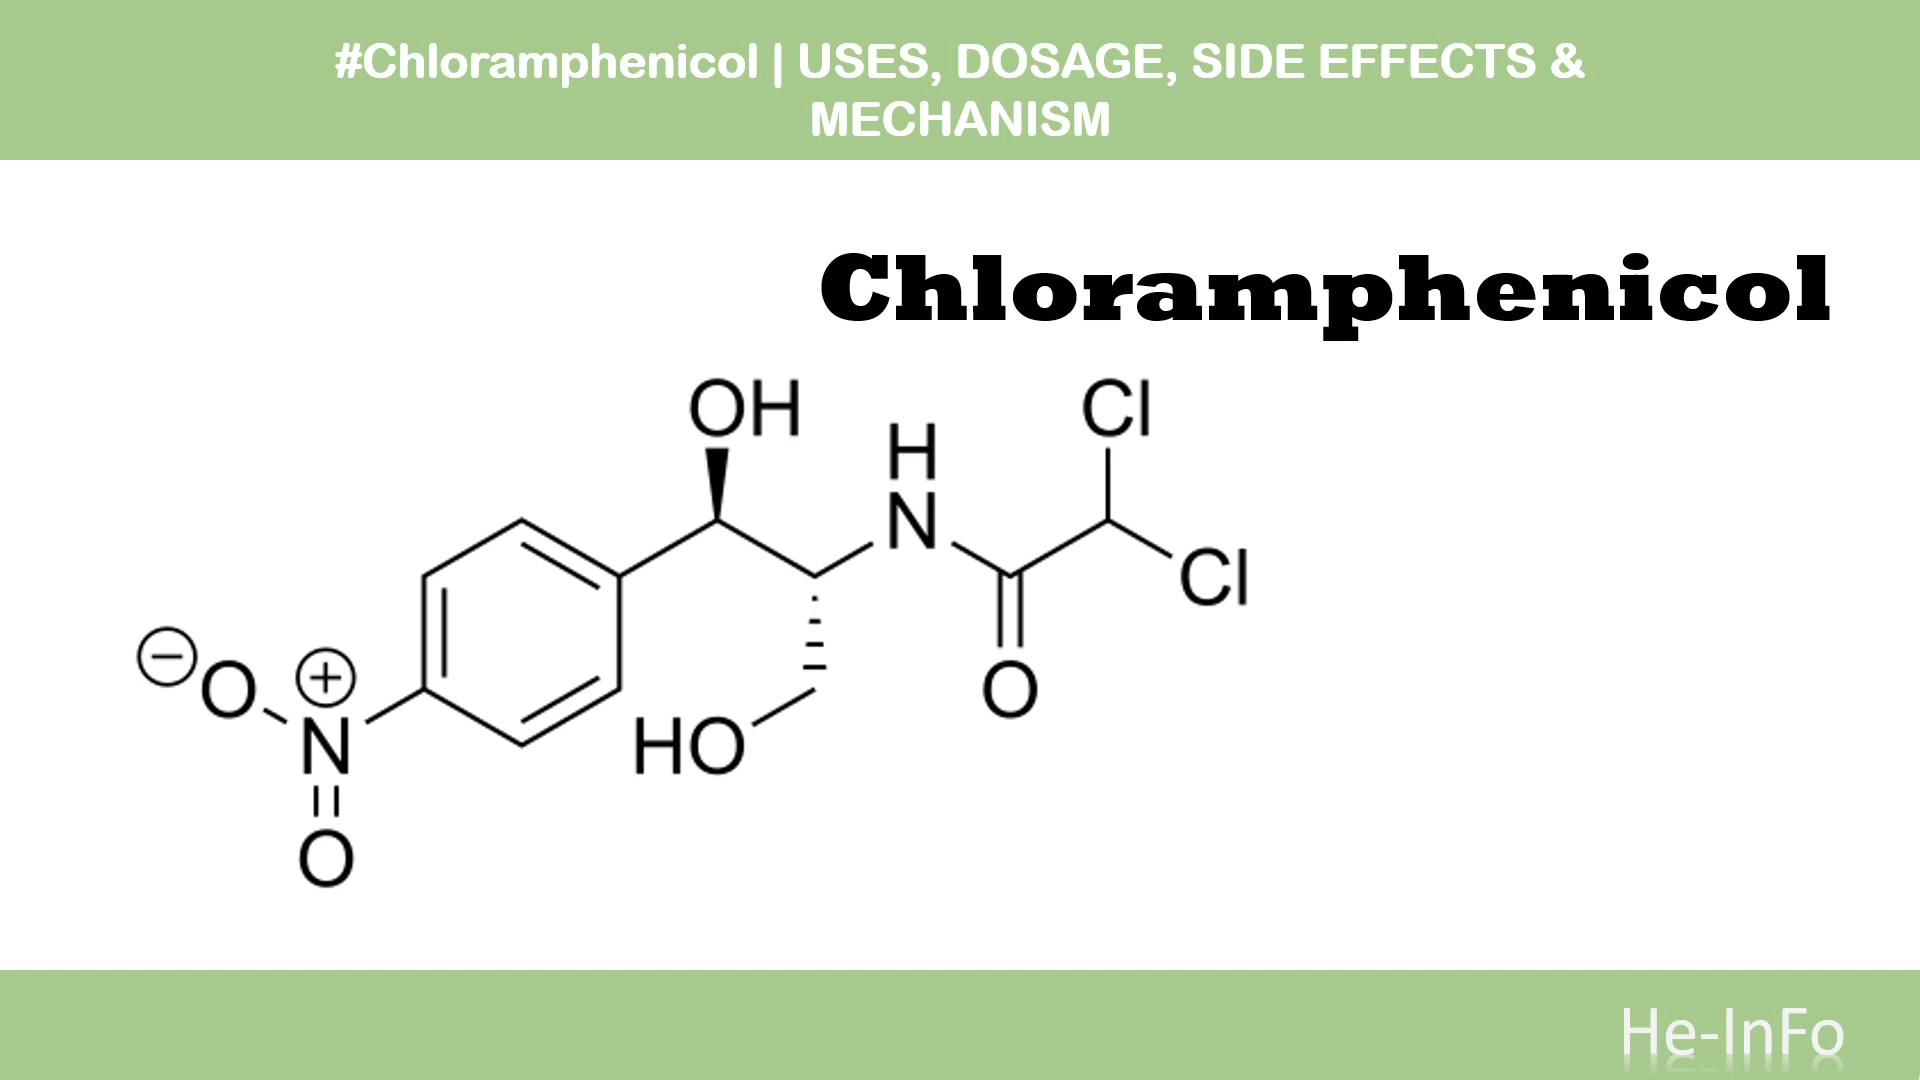 #Chloramphenicol | USES, DOSAGE, SIDE EFFECTS &
MECHANISM
Chloramphenicol
OH
Cl
H
N
Cl
⊖
O
⊕
N
HO
O
O
He-InFo